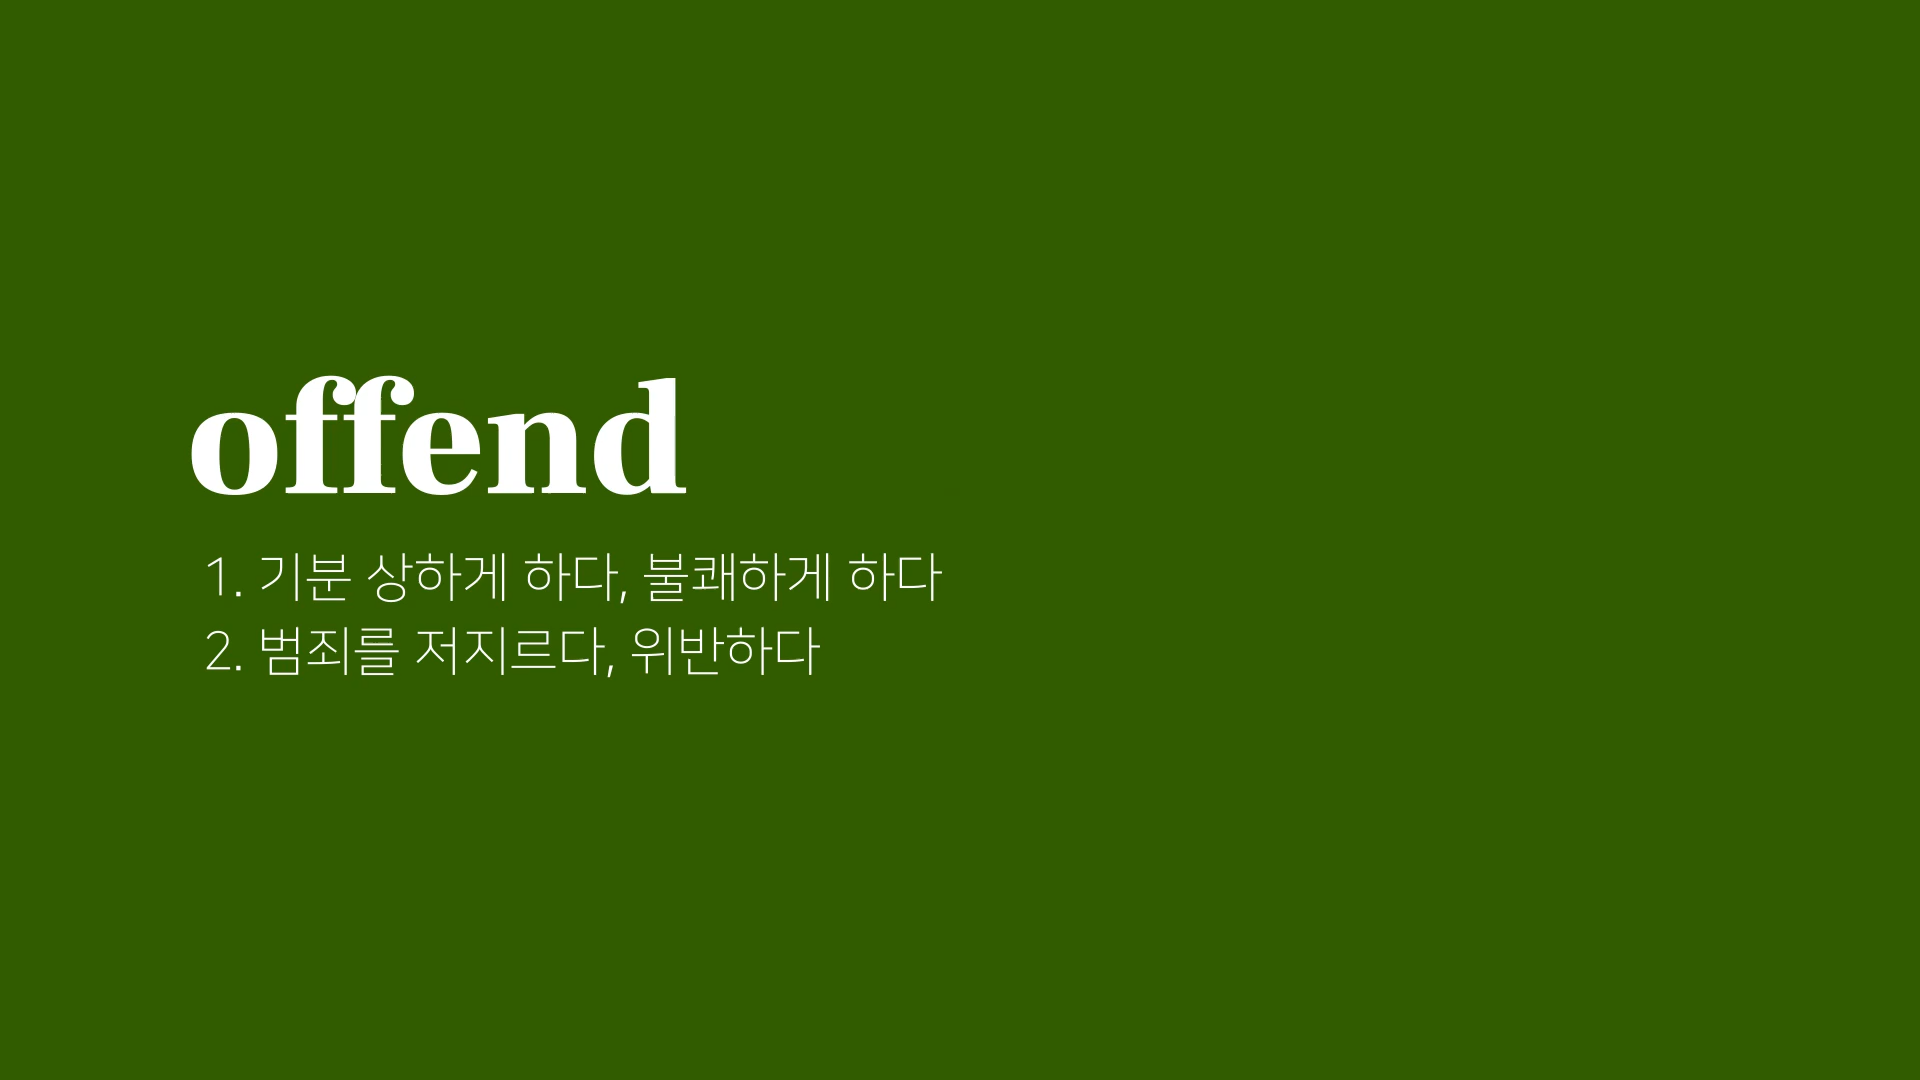 offend
1. 기분 상하게 하다, 불쾌하게 하다
2. 범죄를 저지르다, 위반하다